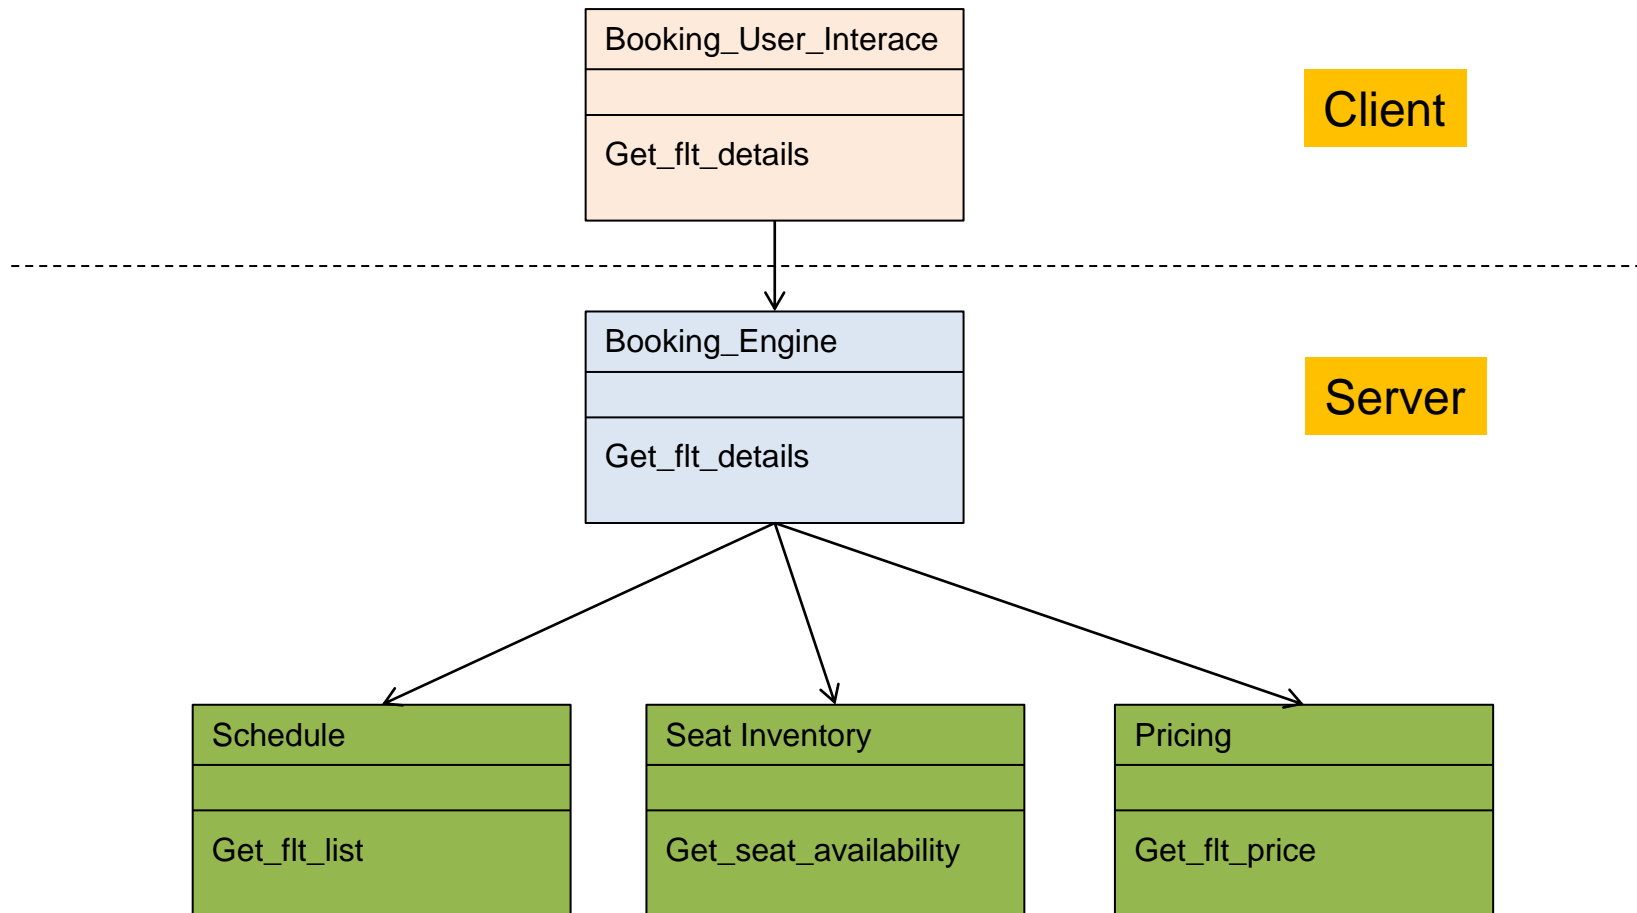 Booking_User_Interace
Get_flt_details
Client
Booking_Engine
Get_flt_details
Server
Schedule
Get_flt_list
Seat Inventory
Get_seat_availability
Pricing
Get_flt_price